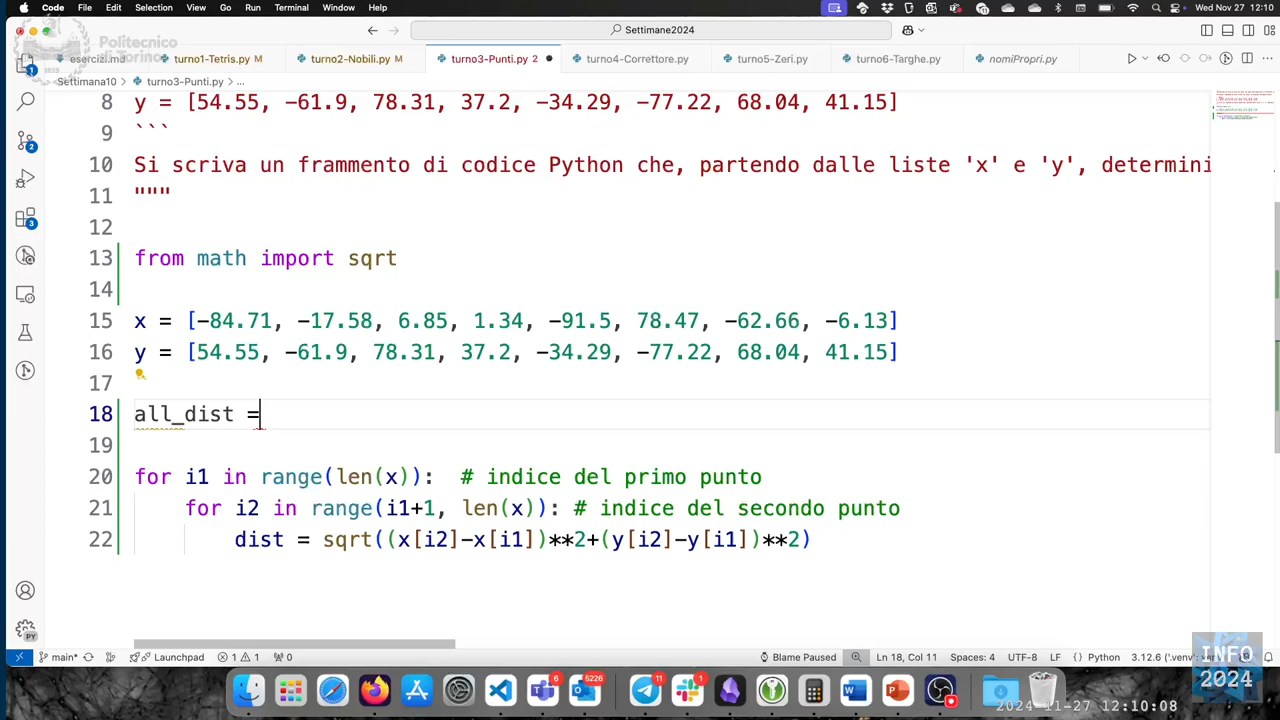 Code File Edit Selection View Go Run Terminal Window Help Wed Nov 27 12:10
Politecnico
di Torino
Settimane2024
esercizi.md turno1-Tetris.py M turno2-Nobili.py M turno3-Punti.py 2 turno4-Correttore.py turno5-Zeri.py turno6-Targhe.py nomiPropri.py
Settimana10 turno3-Punti.py ...
8 y = [54.55, -61.9, 78.31, 37.2, -34.29, -77.22, 68.04, 41.15]
9 ```
10 Si scriva un frammento di codice Python che, partendo dalle liste 'x' e 'y', determini
11 """
12
13 from math import sqrt
14
15 x = [-84.71, -17.58, 6.85, 1.34, -91.5, 78.47, -62.66, -6.13]
16 y = [54.55, -61.9, 78.31, 37.2, -34.29, -77.22, 68.04, 41.15]
17
18 all_dist =
19
20 for i1 in range(len(x)): # indice del primo punto
21 for i2 in range(i1+1, len(x)): # indice del secondo punto
22 dist = sqrt((x[i2]-x[i1])**2+(y[i2]-y[i1])**2)
main* Launchpad 1 1 0 Blame Paused Ln 18, Col 11 Spaces: 4 UTF-8 LF { } Python 3.12.6
INFO
2024
2024-11-27 12:10:08